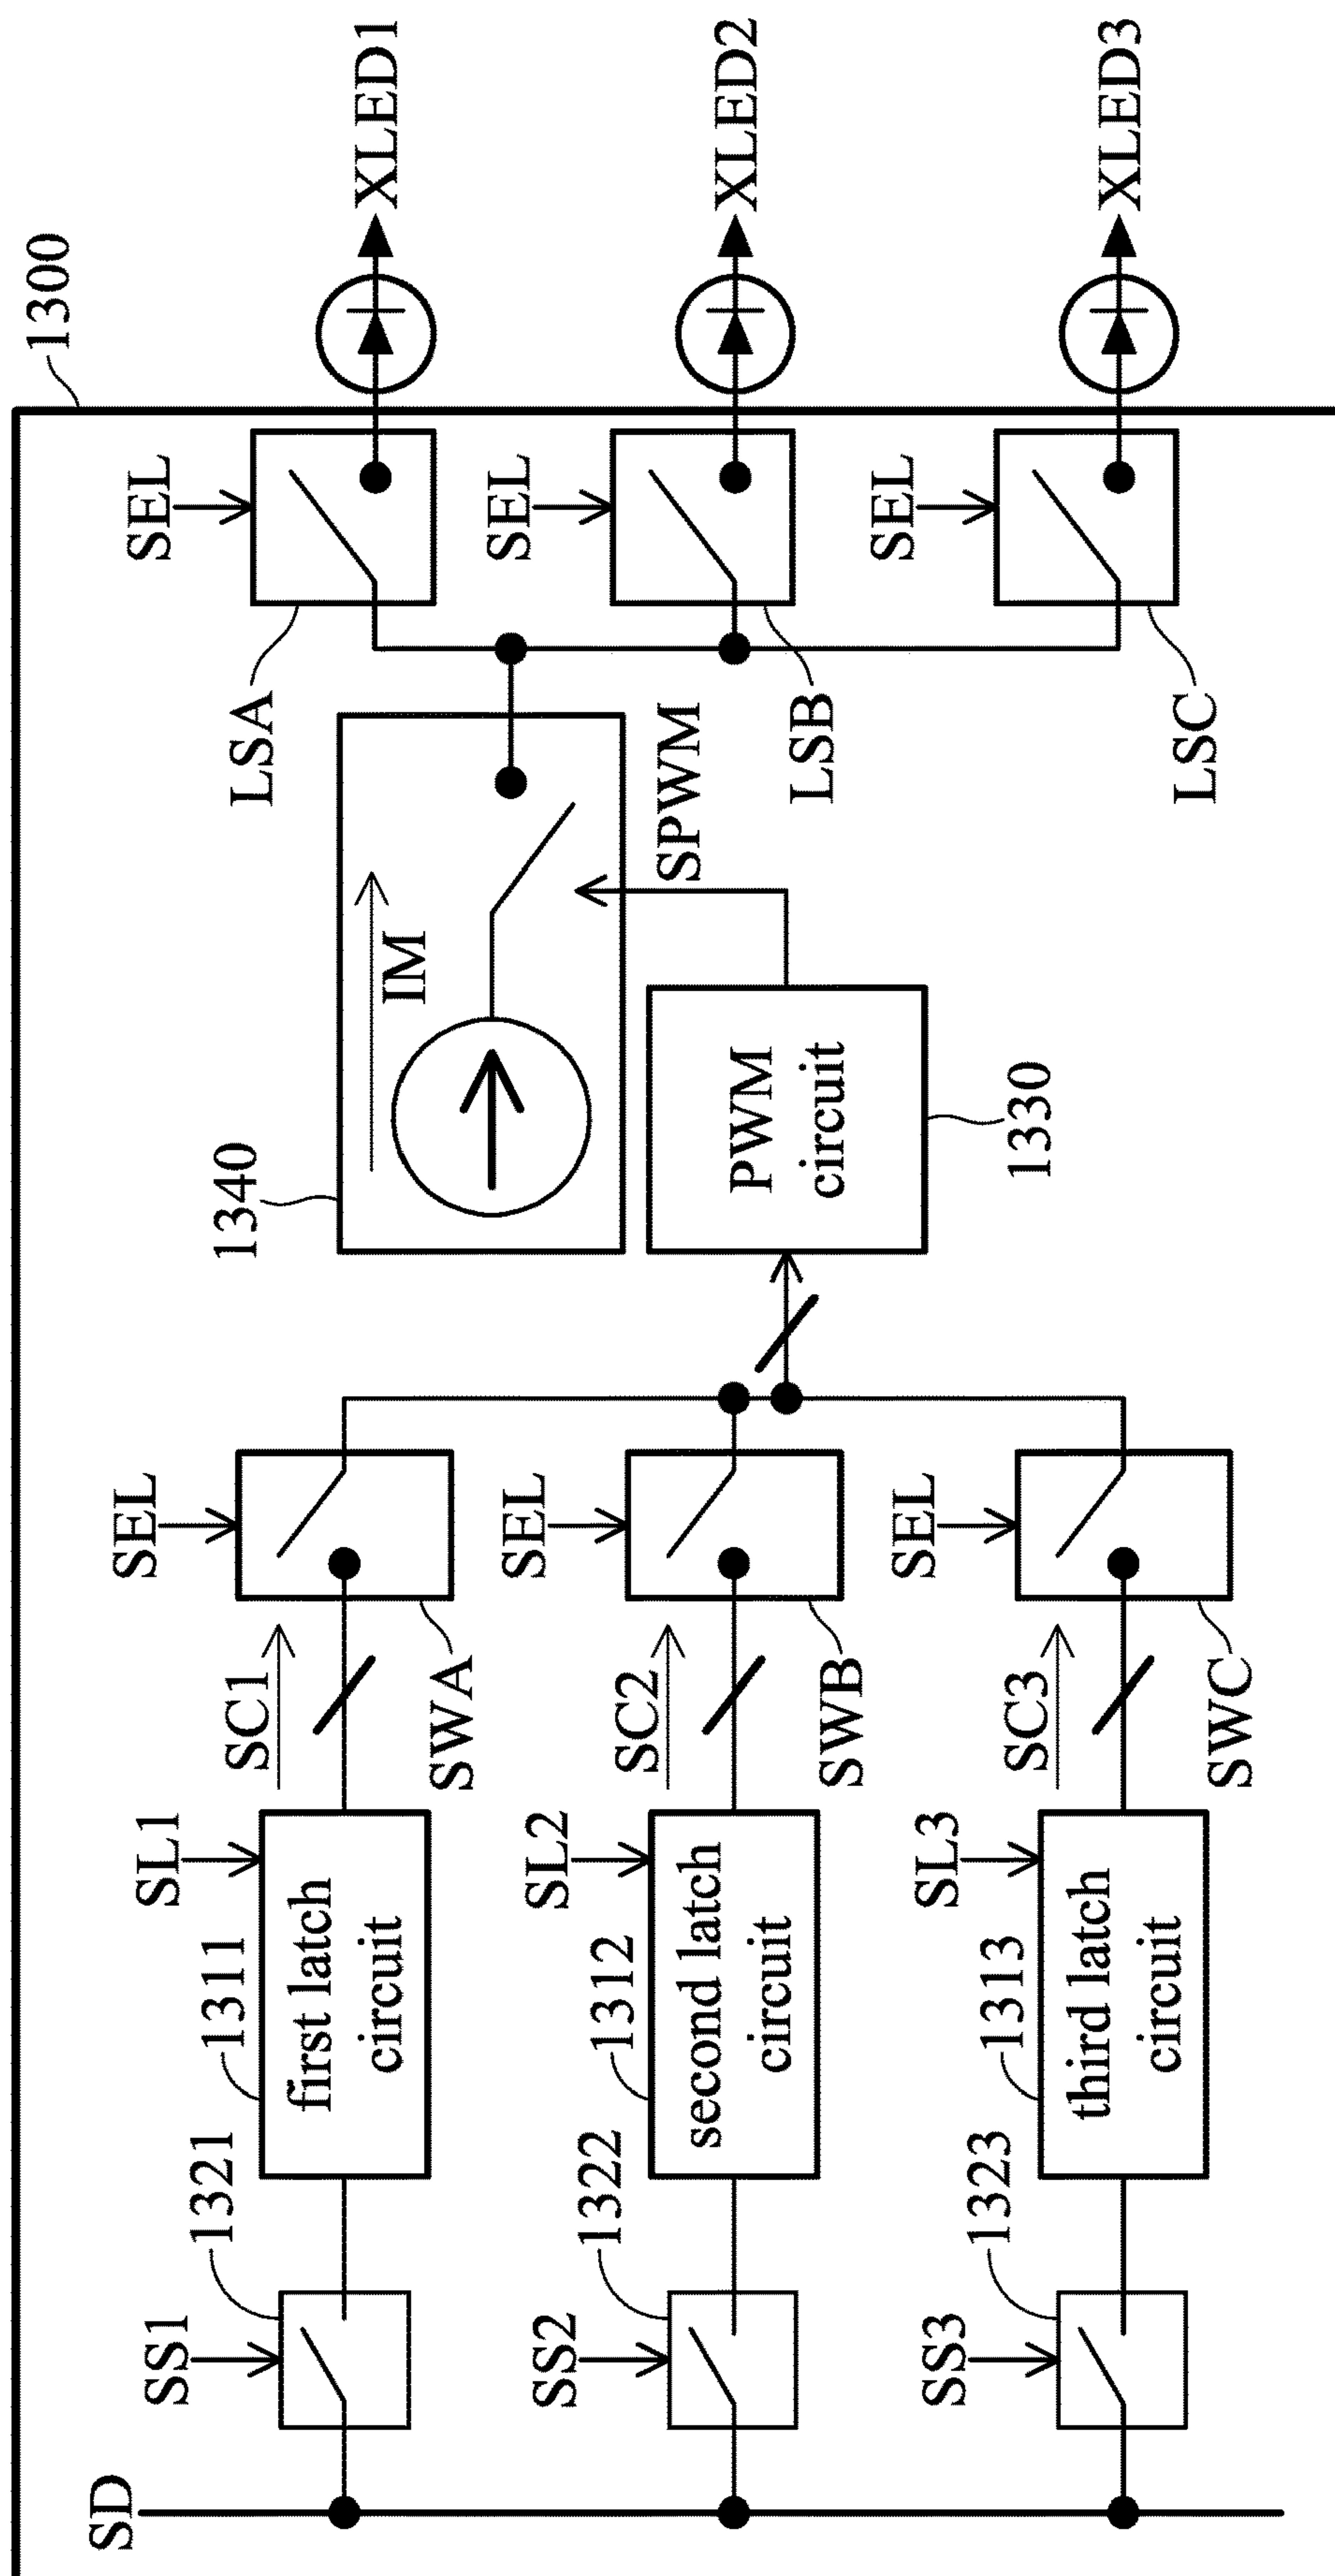 1300
SD
SS1
1321
1311
SL1
first latch
circuit
SC1
SEL
SWA
SS2
1322
1312
SL2
second latch
circuit
SC2
SEL
SWB
SS3
1323
1313
SL3
third latch
circuit
SC3
SEL
SWC
1340
IM
SPWM
PWM
circuit
1330
SEL
LSA
XLED1
SEL
LSB
XLED2
SEL
LSC
XLED3